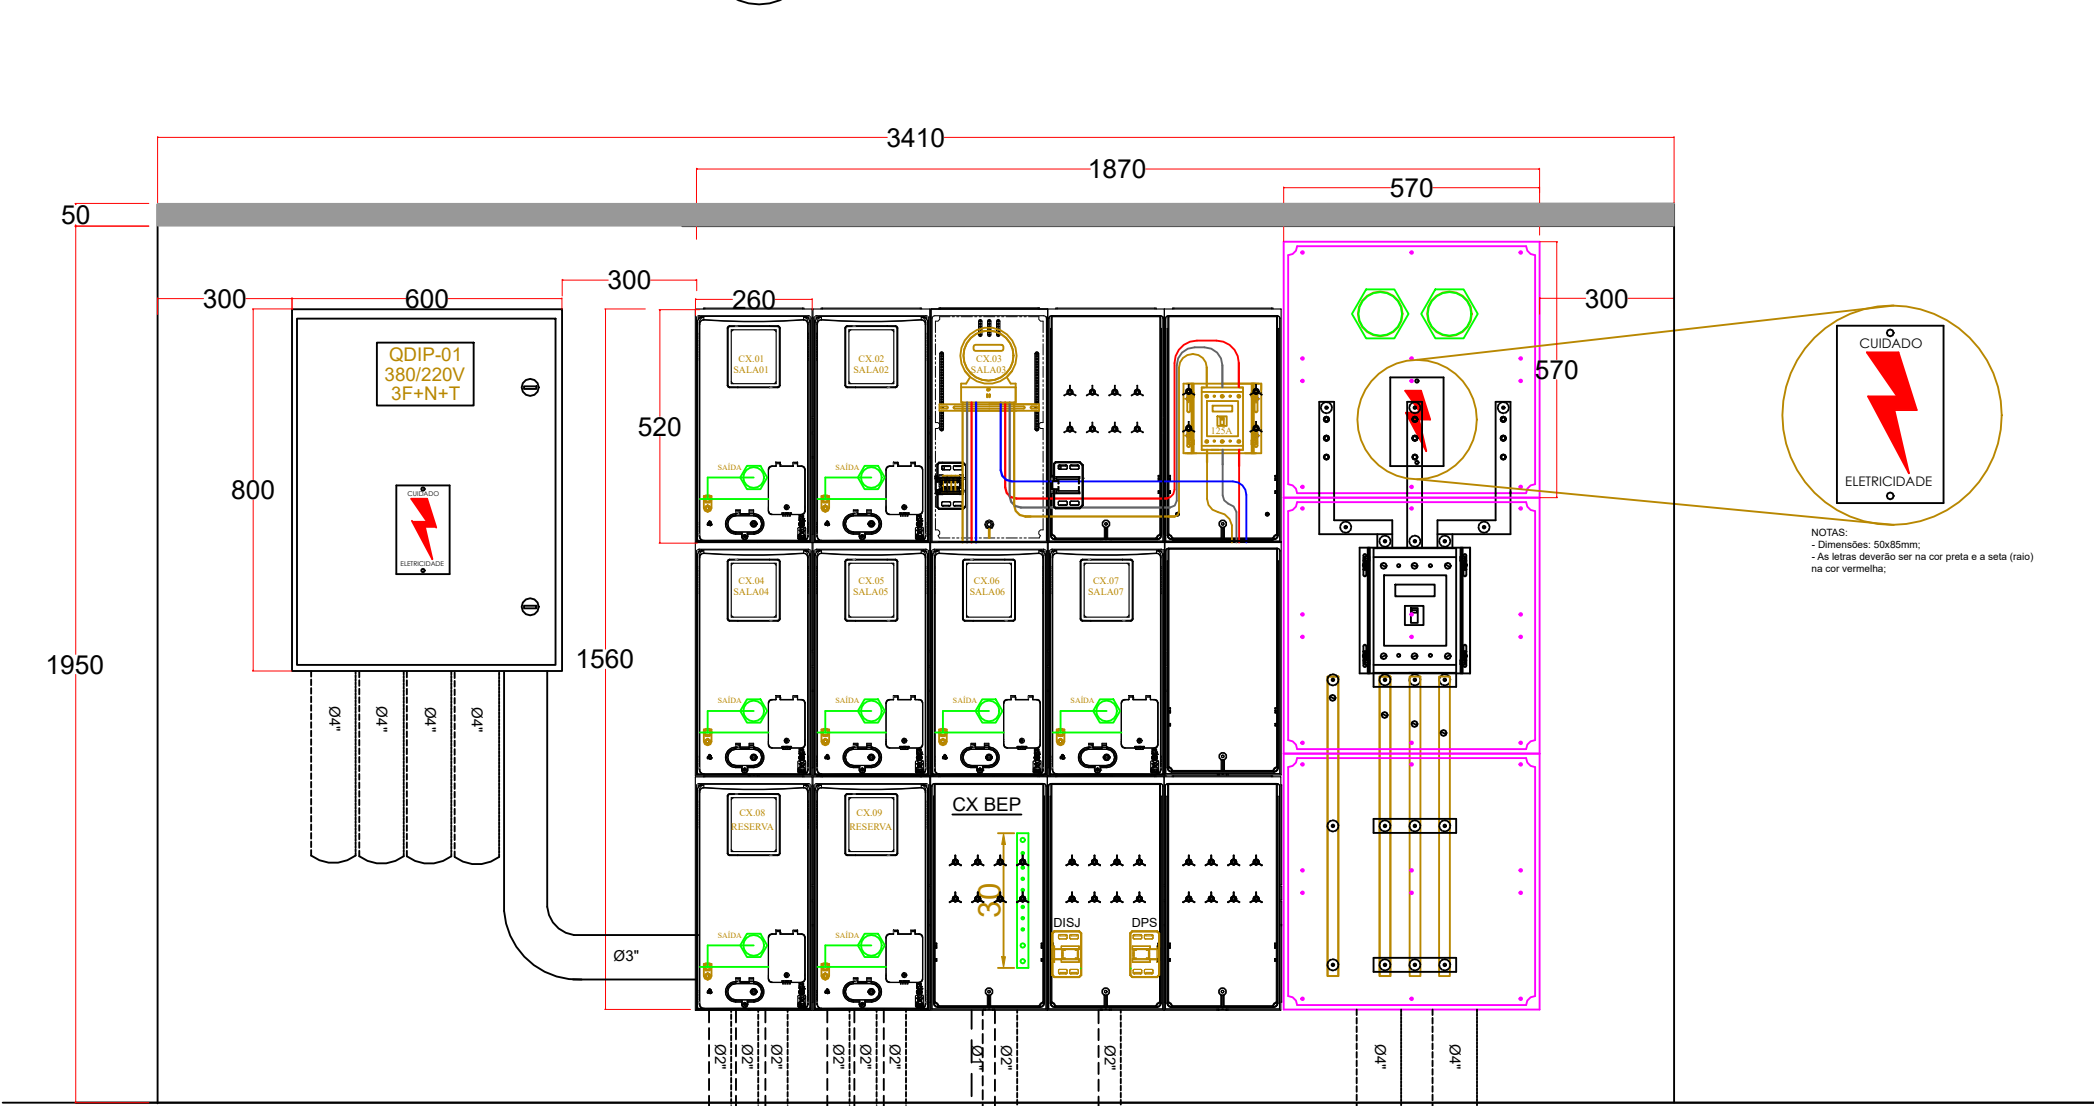 3410
1870
570
50
300
600
300
260
300
QDIP-01
380/220V
3F+N+T
CX.01
SALA01
CX.02
SALA02
CX.03
SALA03
125A
570
CUIDADO
ELETRICIDADE
NOTAS:
- Dimensões: 50x85mm;
- As letras deverão ser na cor preta e a seta (raio)
na cor vermelha;
520
800
CUIDADO
ELETRICIDADE
SAÍDA
SAÍDA
1950
1560
CX.04
SALA04
CX.05
SALA05
CX.06
SALA06
CX.07
SALA07
SAÍDA
SAÍDA
SAÍDA
SAÍDA
Ø4"
Ø4"
Ø4"
Ø4"
CX.08
RESERVA
CX.09
RESERVA
CX BEP
30
DISJ
DPS
SAÍDA
SAÍDA
Ø3"
Ø2"
Ø2"
Ø2"
Ø2"
Ø2"
Ø2"
Ø1"
Ø2"
Ø2"
Ø4"
Ø4"